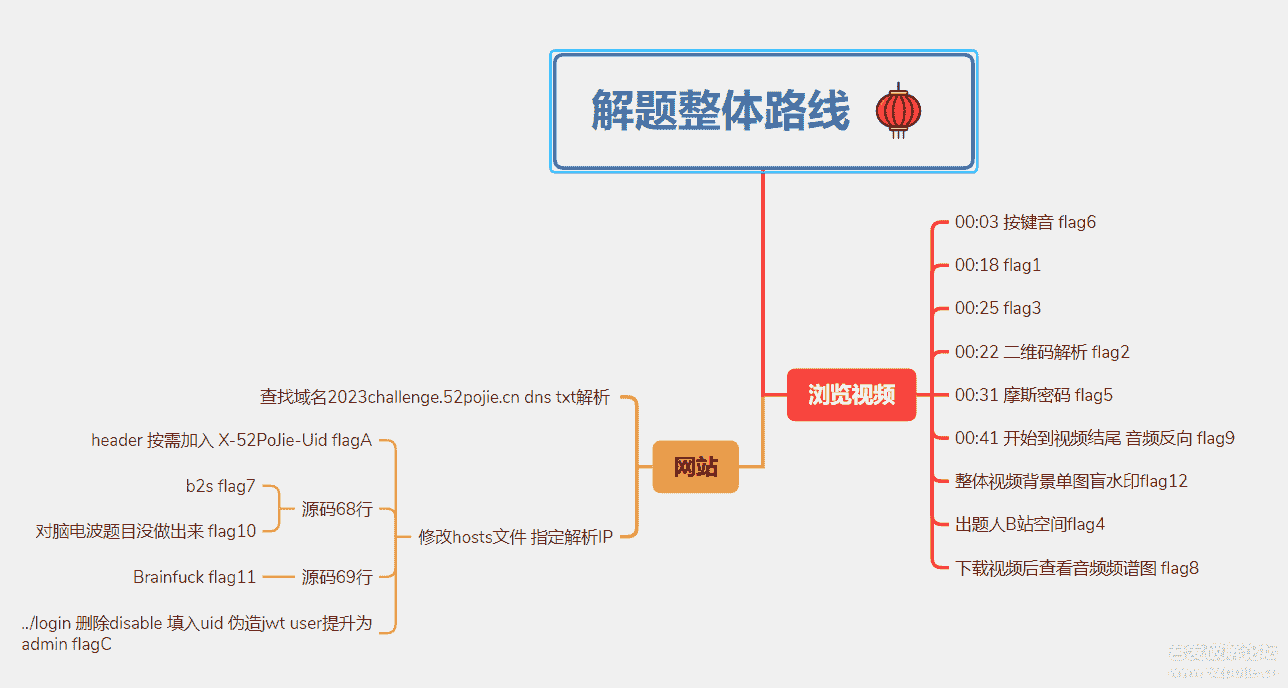 解题整体路线
浏览视频
00:03 按键音 flag6
00:18 flag1
00:25 flag3
00:22 二维码解析 flag2
00:31 摩斯密码 flag5
00:41 开始到视频结尾 音频反向 flag9
整体视频背景单图盲水印flag12
出题人B站空间flag4
下载视频后查看音频频谱图 flag8
网站
查找域名2023challenge.52pojie.cn dns txt解析
修改hosts文件 指定解析IP
header 按需加入 X-52PoJie-Uid flagA
源码68行
b2s flag7
对脑电波题目没做出来 flag10
源码69行
Brainfuck flag11
../login 删除disable 填入uid 伪造jwt user提升为
admin flagC